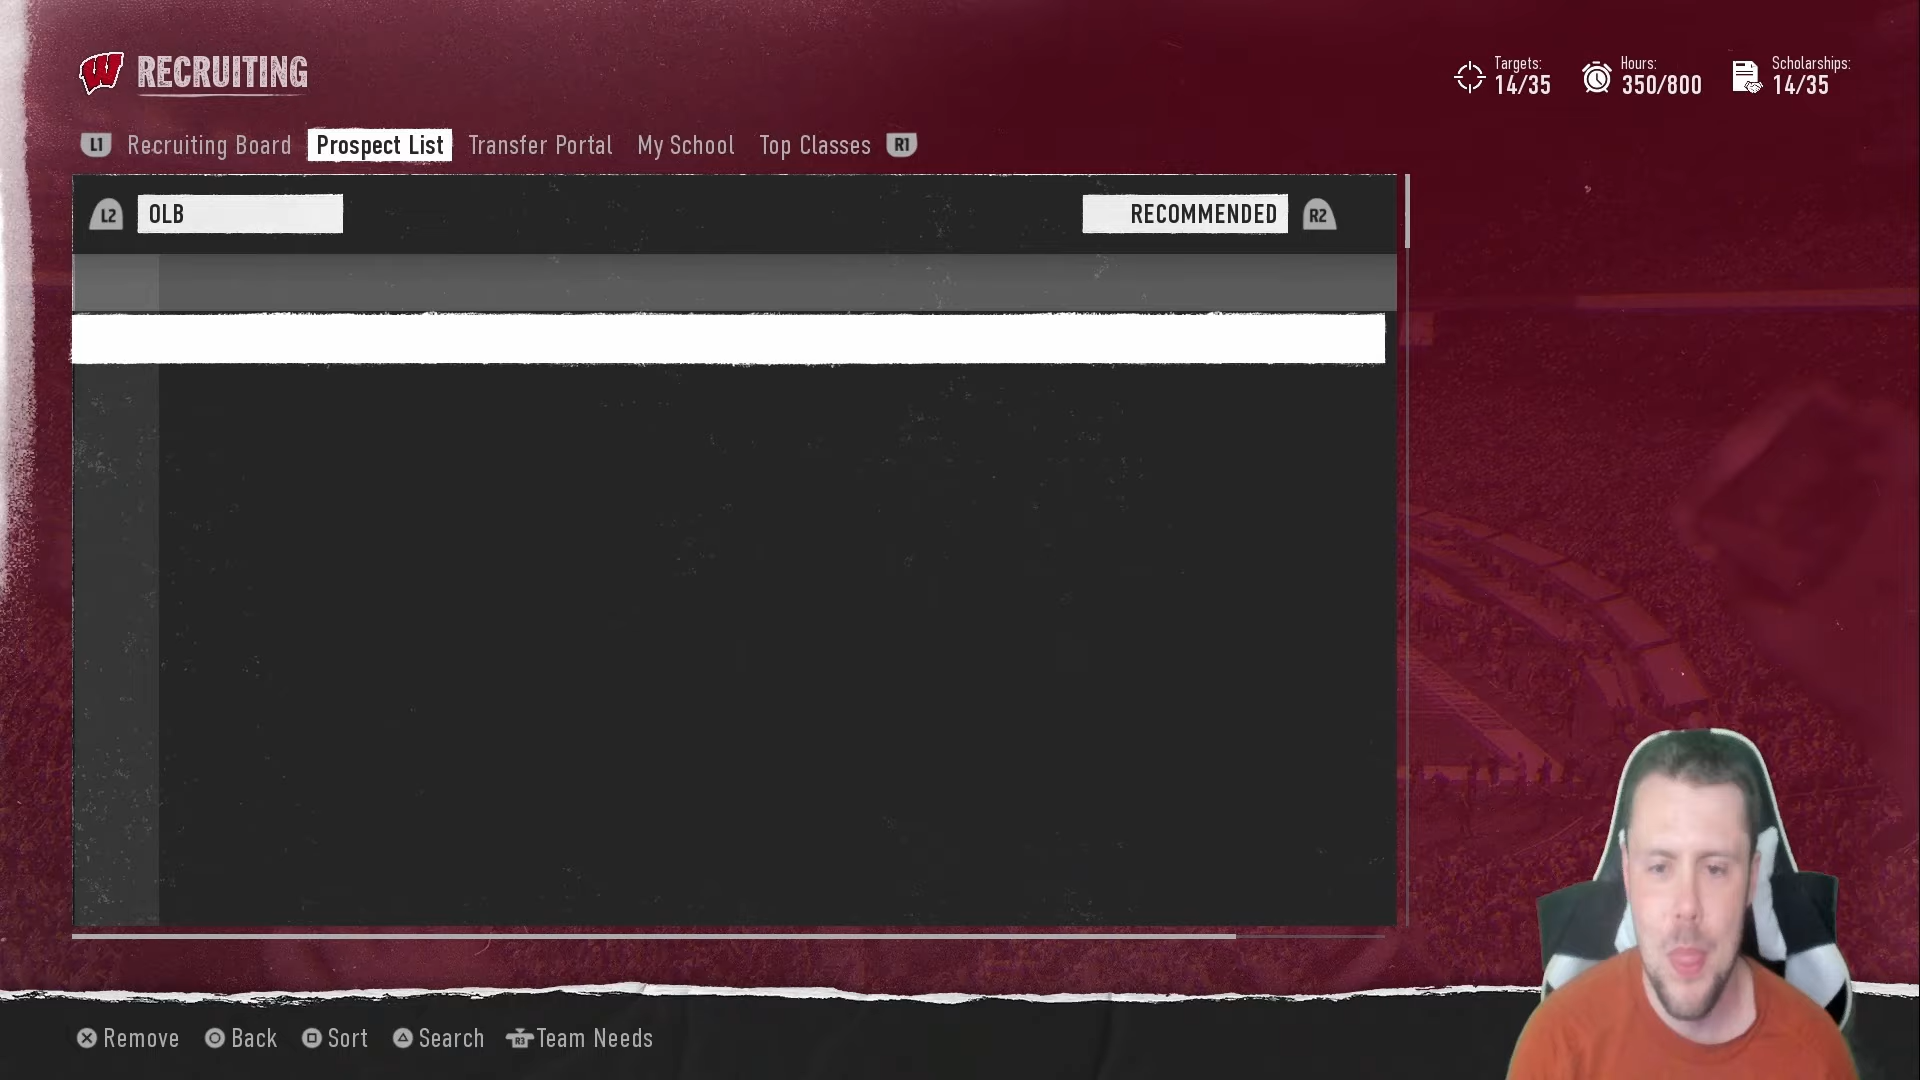 W RECRUITING
Targets: 14/35
Hours: 350/800
Scholarships: 14/35
L1 Recruiting Board Prospect List Transfer Portal My School Top Classes R1
L2 OLB RECOMMENDED R2
Remove Back Sort Search R3 Team Needs